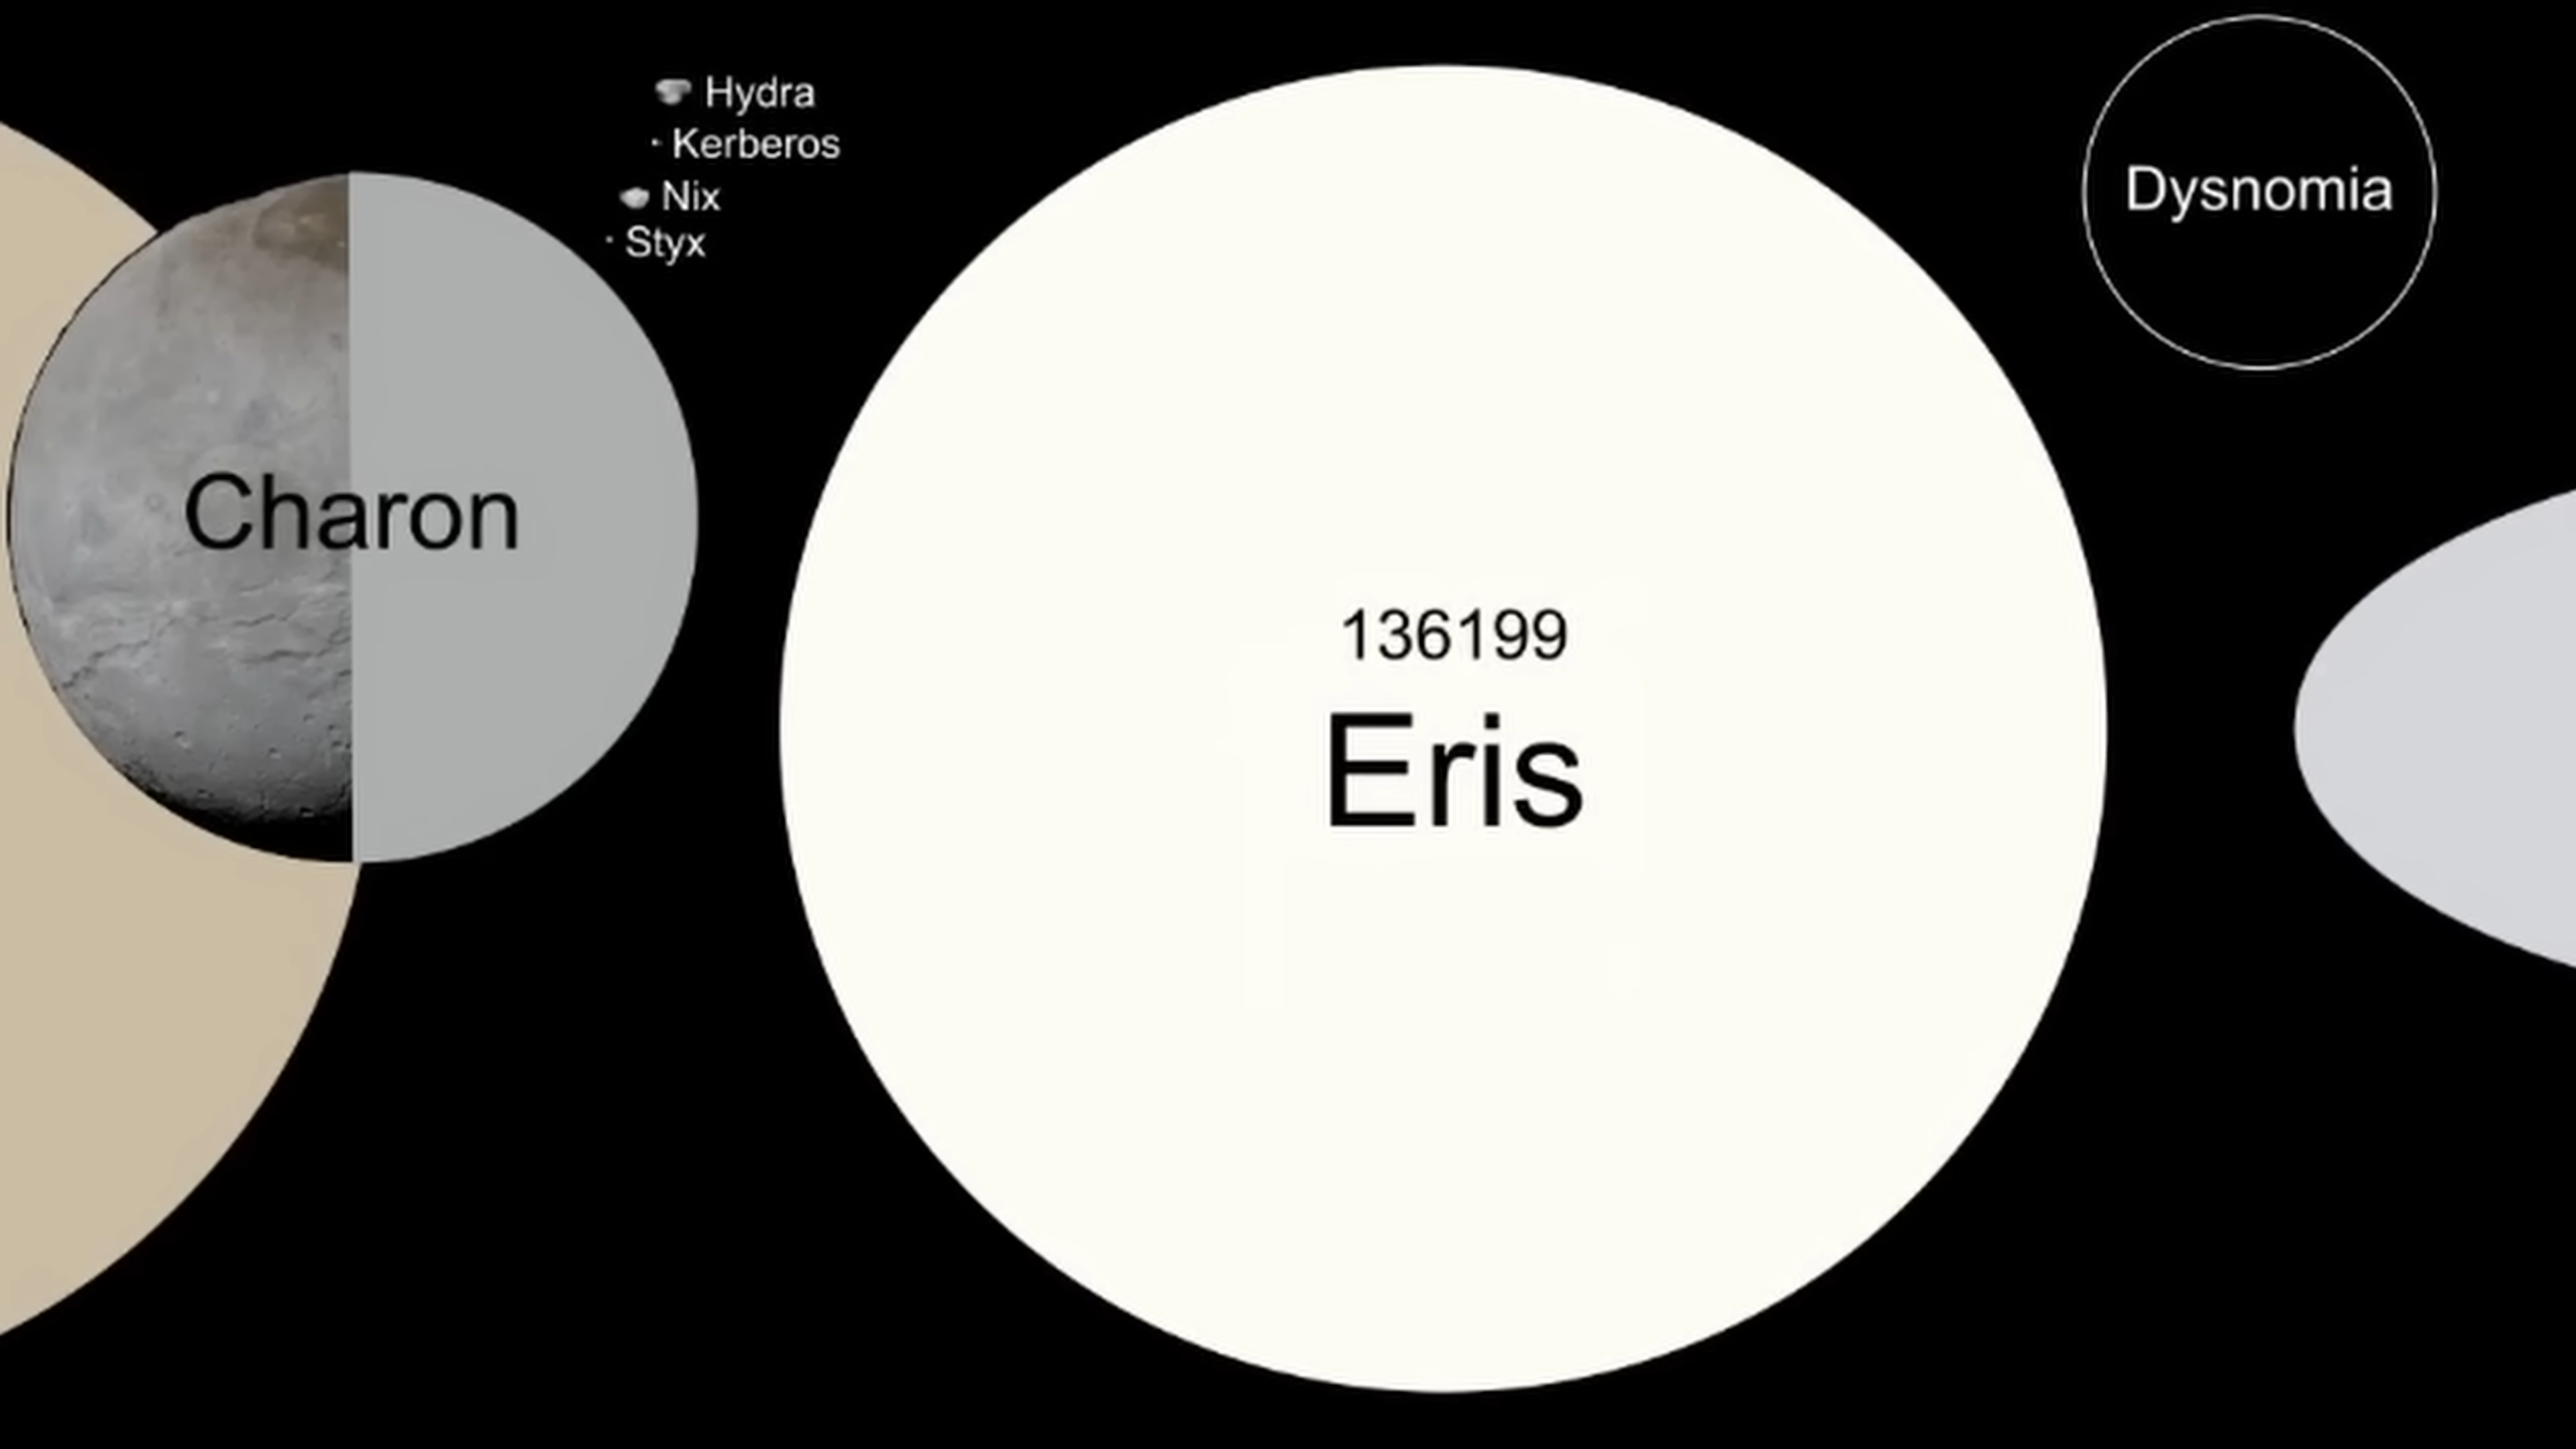 Hydra
Kerberos
Nix
Styx
Charon
136199
Eris
Dysnomia